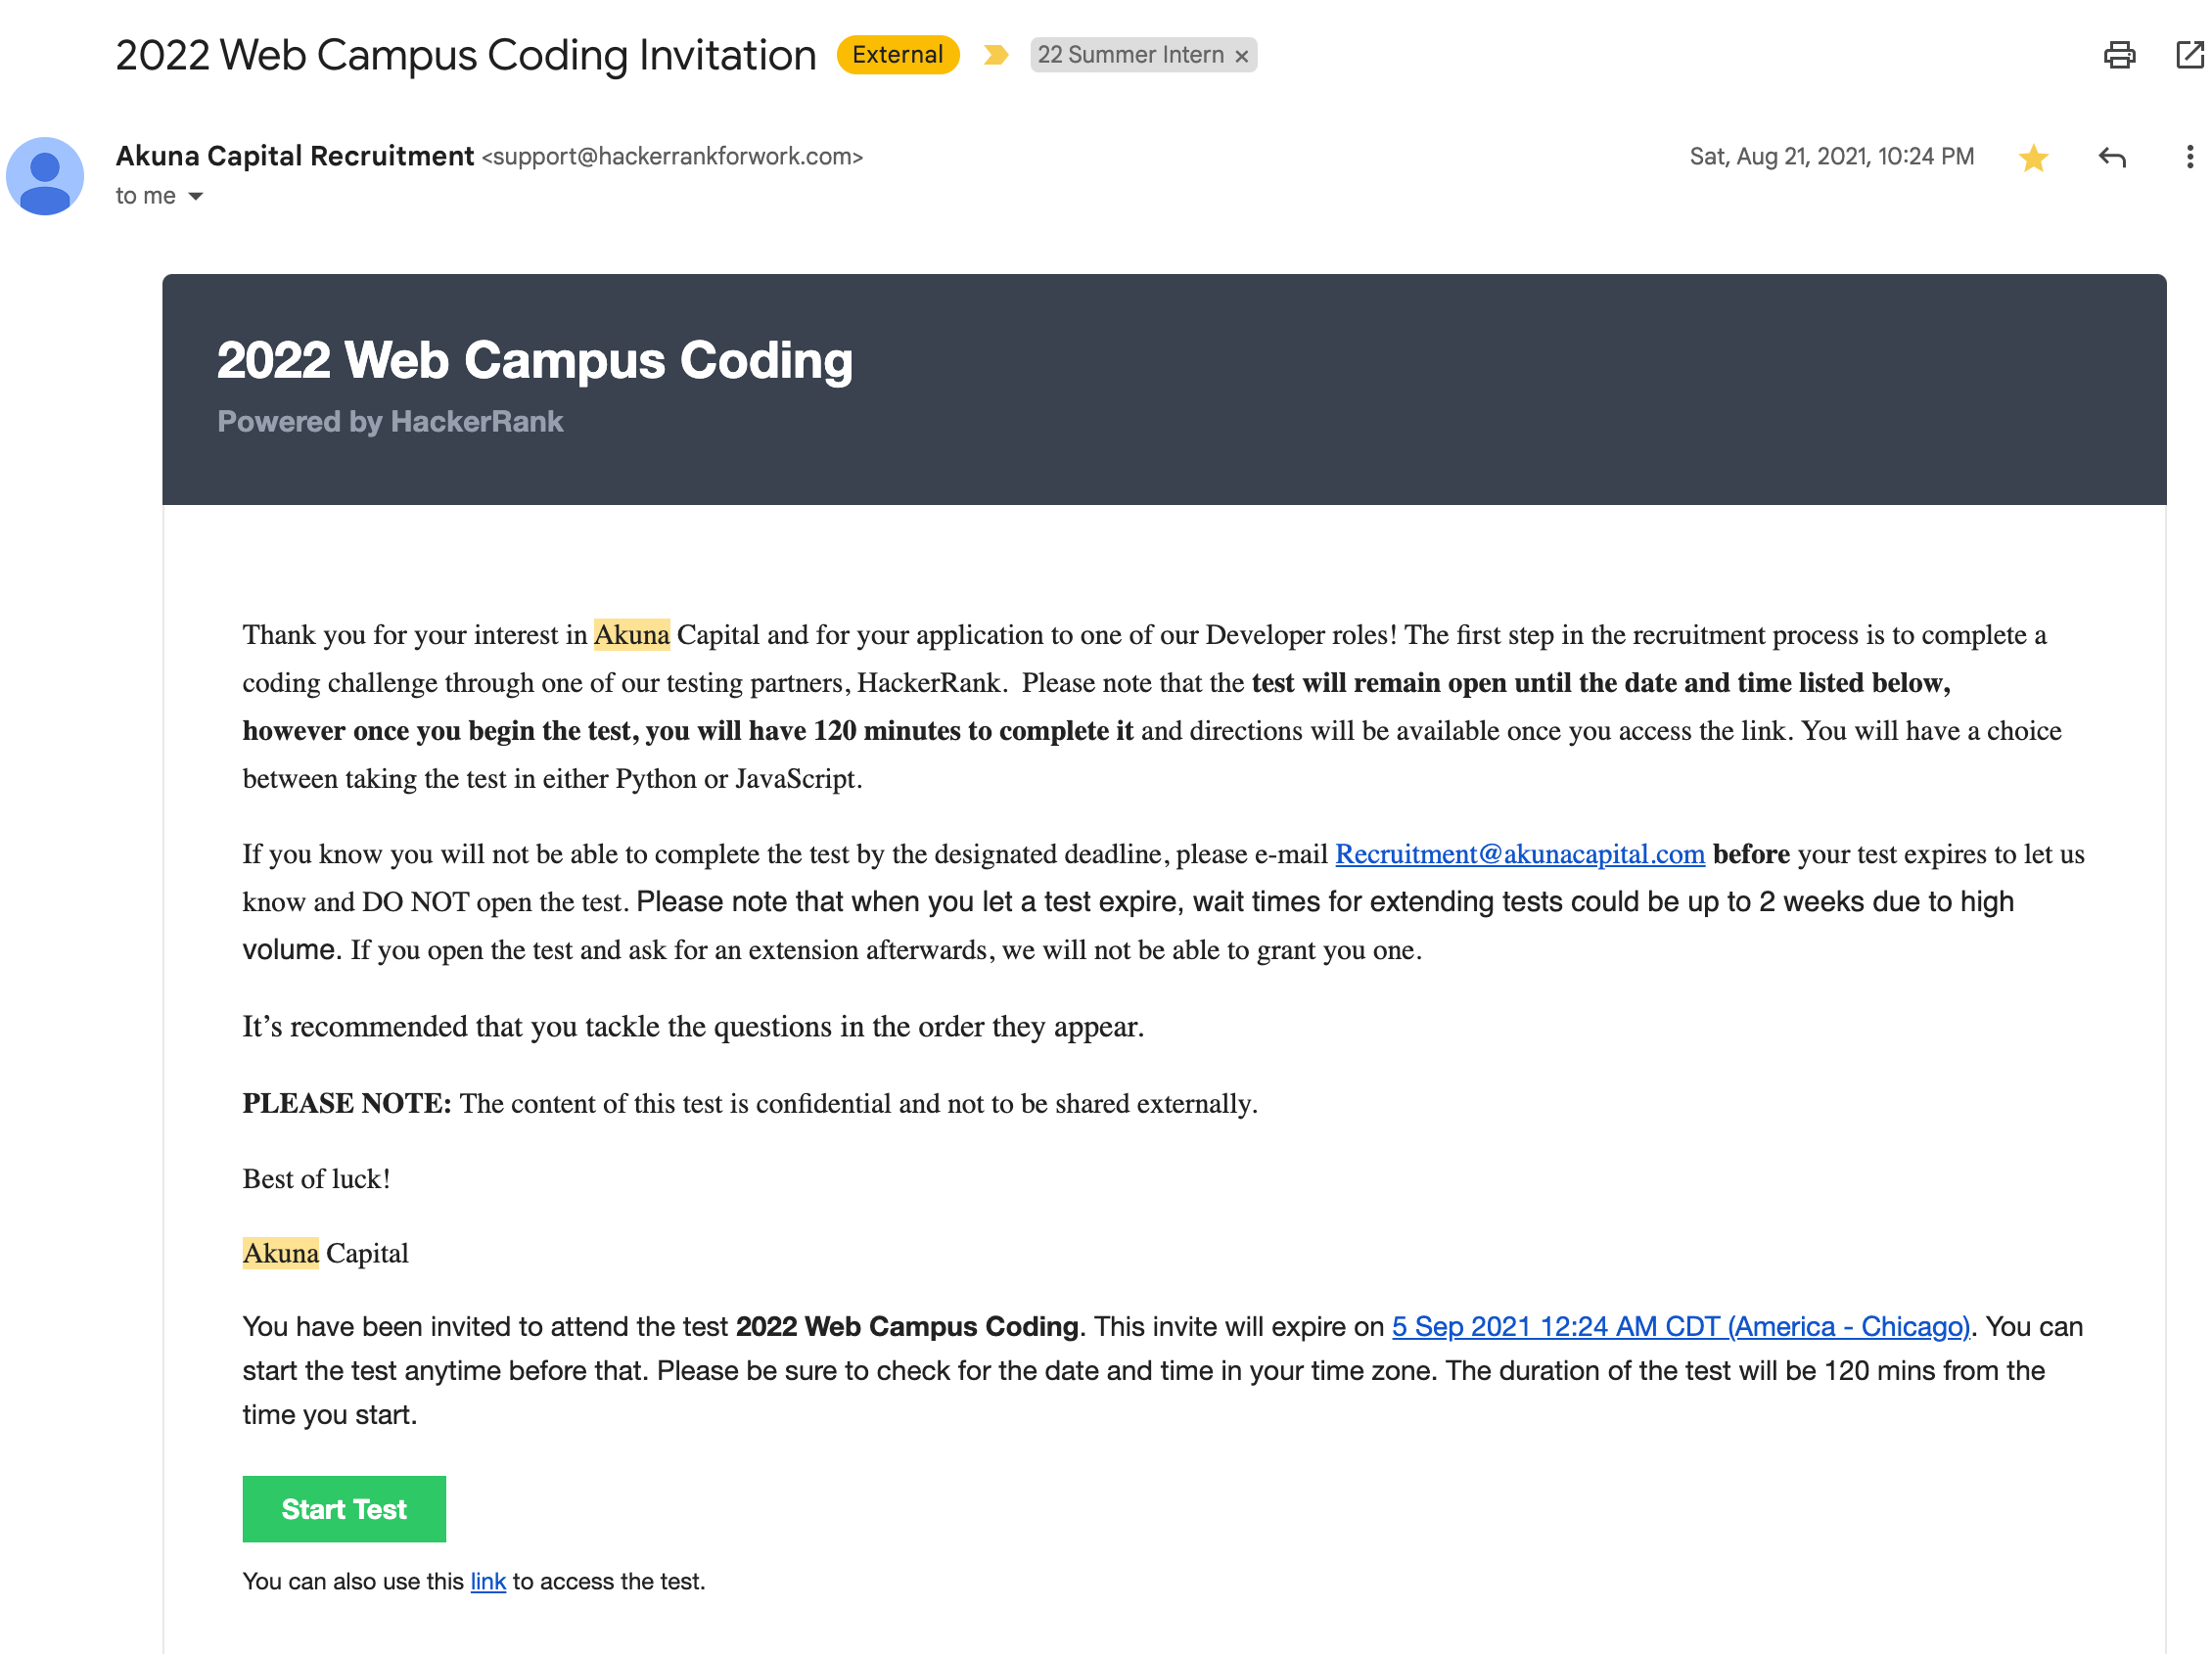 2022 Web Campus Coding Invitation External 22 Summer Intern ×
Akuna Capital Recruitment <support@hackerrankforwork.com> Sat, Aug 21, 2021, 10:24 PM
to me
2022 Web Campus Coding
Powered by HackerRank
Thank you for your interest in Akuna Capital and for your application to one of our Developer roles! The first step in the recruitment process is to complete a
coding challenge through one of our testing partners, HackerRank.  Please note that the test will remain open until the date and time listed below,
however once you begin the test, you will have 120 minutes to complete it and directions will be available once you access the link. You will have a choice
between taking the test in either Python or JavaScript.
If you know you will not be able to complete the test by the designated deadline, please e-mail Recruitment@akunacapital.com before your test expires to let us
know and DO NOT open the test. Please note that when you let a test expire, wait times for extending tests could be up to 2 weeks due to high
volume. If you open the test and ask for an extension afterwards, we will not be able to grant you one.
It’s recommended that you tackle the questions in the order they appear.
PLEASE NOTE: The content of this test is confidential and not to be shared externally.
Best of luck!
Akuna Capital
You have been invited to attend the test 2022 Web Campus Coding. This invite will expire on 5 Sep 2021 12:24 AM CDT (America - Chicago). You can
start the test anytime before that. Please be sure to check for the date and time in your time zone. The duration of the test will be 120 mins from the
time you start.
Start Test
You can also use this link to access the test.